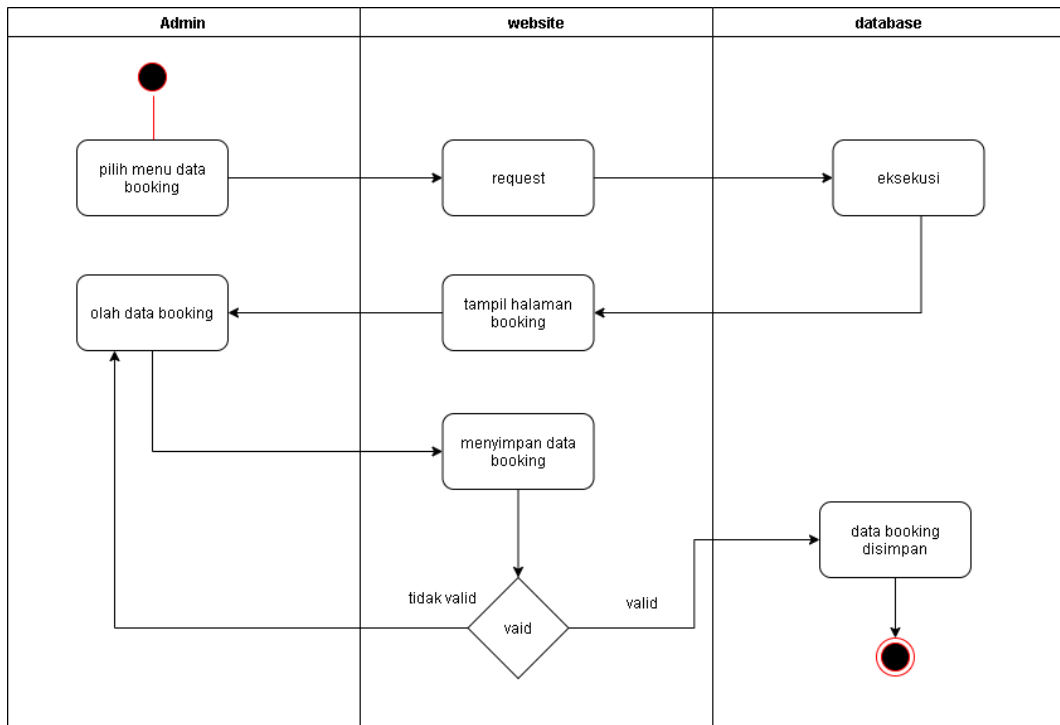 Admin
website
database
pilih menu data
booking
request
eksekusi
olah data booking
tampil halaman
booking
menyimpan data
booking
data booking
disimpan
tidak valid
valid
vaid